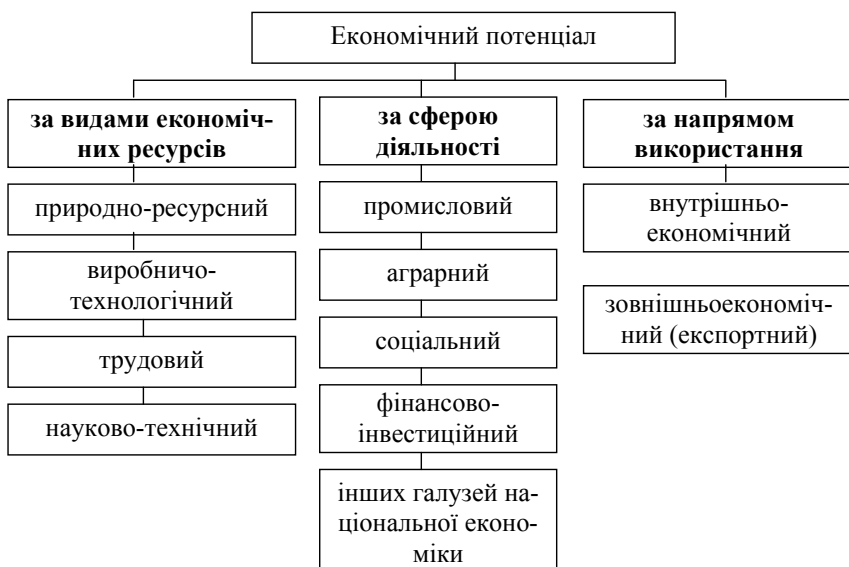 Економічний потенціал
за видами економіч-
них ресурсів
природно-ресурсний
виробничо-
технологічний
трудовий
науково-технічний
за сферою
діяльності
промисловий
аграрний
соціальний
фінансово-
інвестиційний
інших галузей на-
ціональної еконо-
міки
за напрямом
використання
внутрішньо-
економічний
зовнішньоекономіч-
ний (експортний)